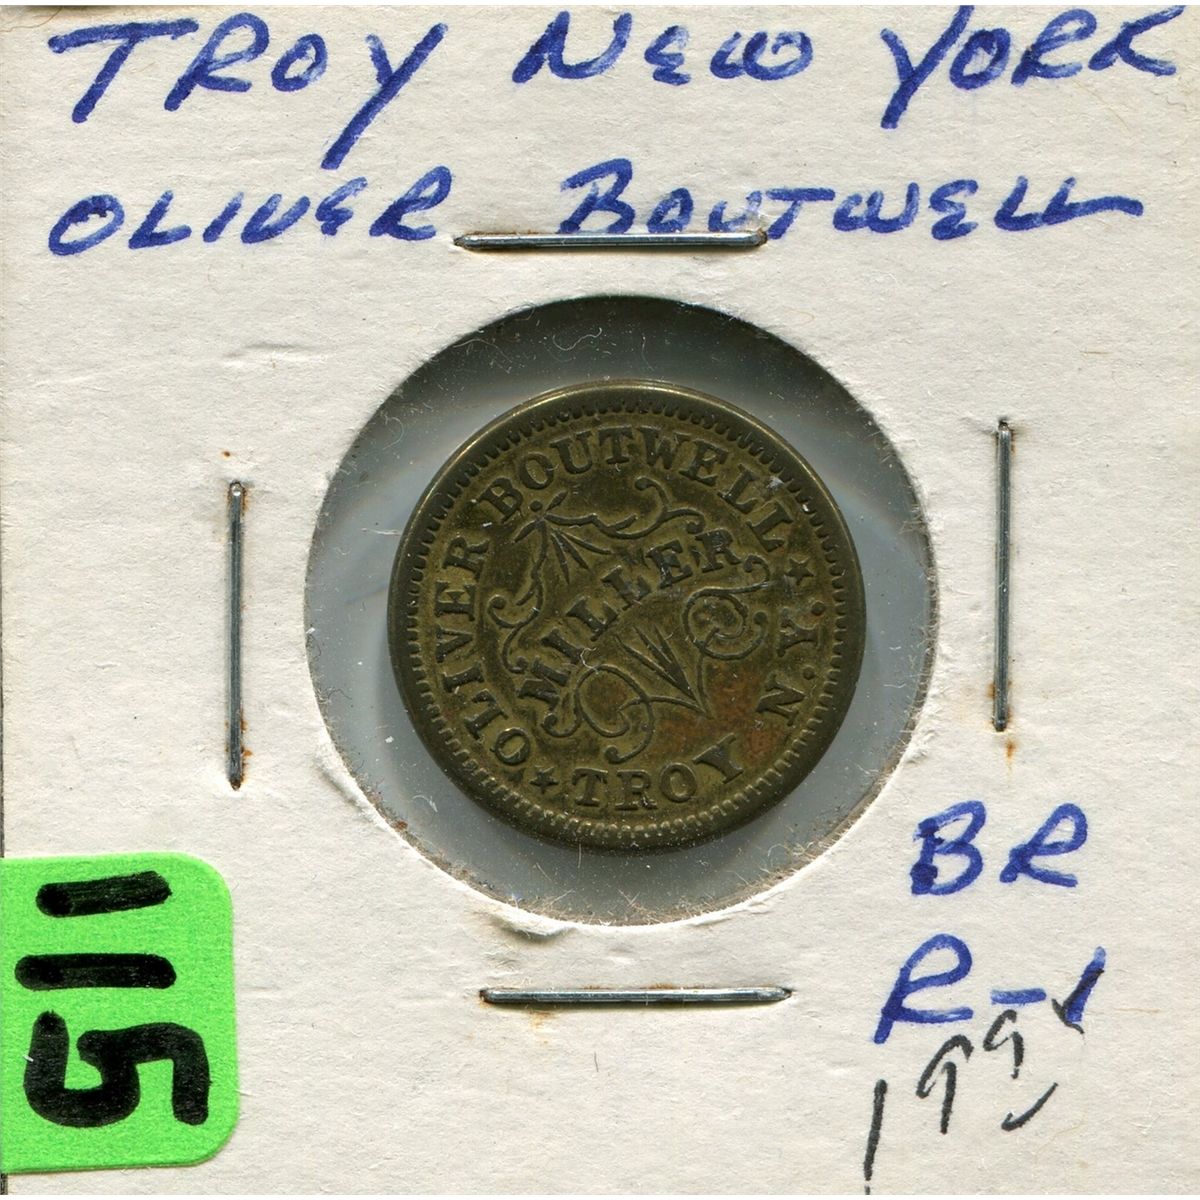 TROY NEW YORK
OLIVER BOUTWELL
OLIVER BOUTWELL
MILLER
★ TROY N.Y. ★
BR
R-1
115